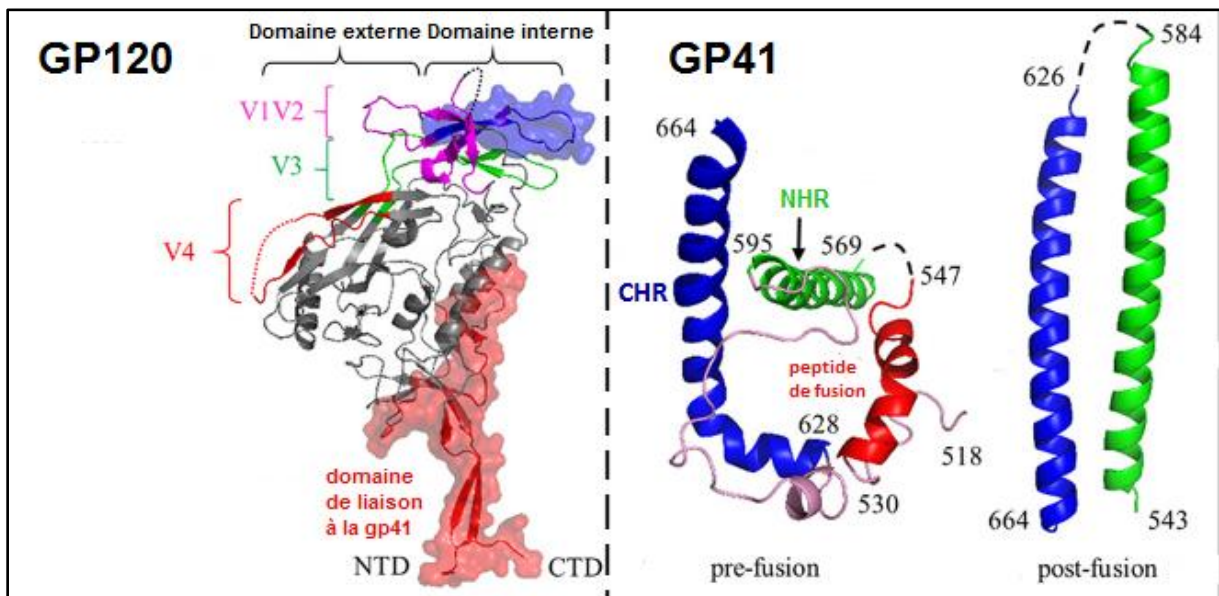 GP120
Domaine externe Domaine interne
V1V2
V3
V4
domaine
de liaison
à la gp41
NTD
CTD
GP41
664
NHR
595
569
547
CHR
peptide
de fusion
628
518
530
pre-fusion
584
626
664
543
post-fusion